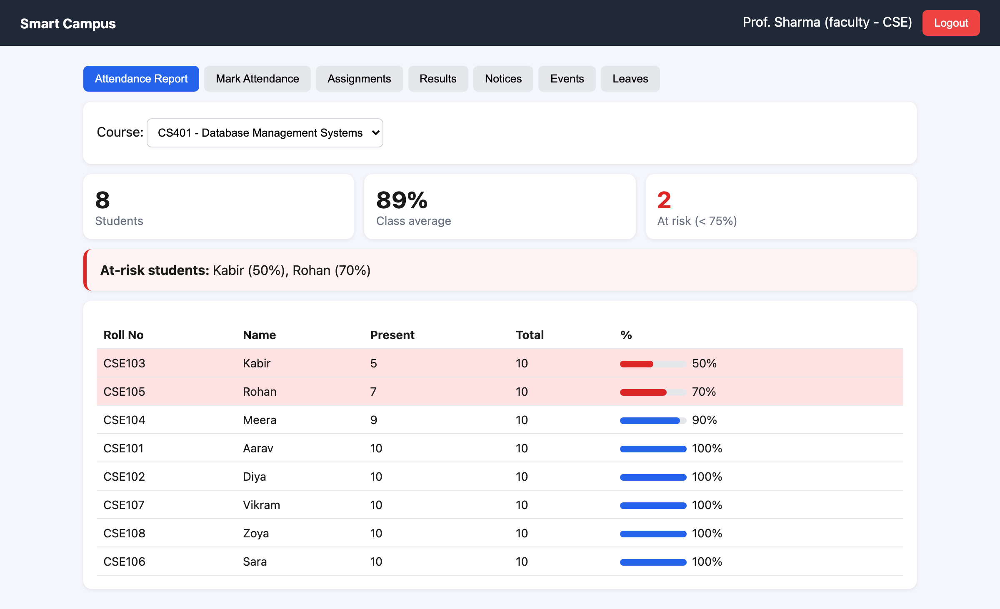 Smart Campus
Prof. Sharma (faculty - CSE) Logout
Attendance Report Mark Attendance Assignments Results Notices Events Leaves
Course: CS401 - Database Management Systems
8
Students
89%
Class average
2
At risk (< 75%)
At-risk students: Kabir (50%), Rohan (70%)
Roll No Name Present Total %
CSE103 Kabir 5 10 50%
CSE105 Rohan 7 10 70%
CSE104 Meera 9 10 90%
CSE101 Aarav 10 10 100%
CSE102 Diya 10 10 100%
CSE107 Vikram 10 10 100%
CSE108 Zoya 10 10 100%
CSE106 Sara 10 10 100%